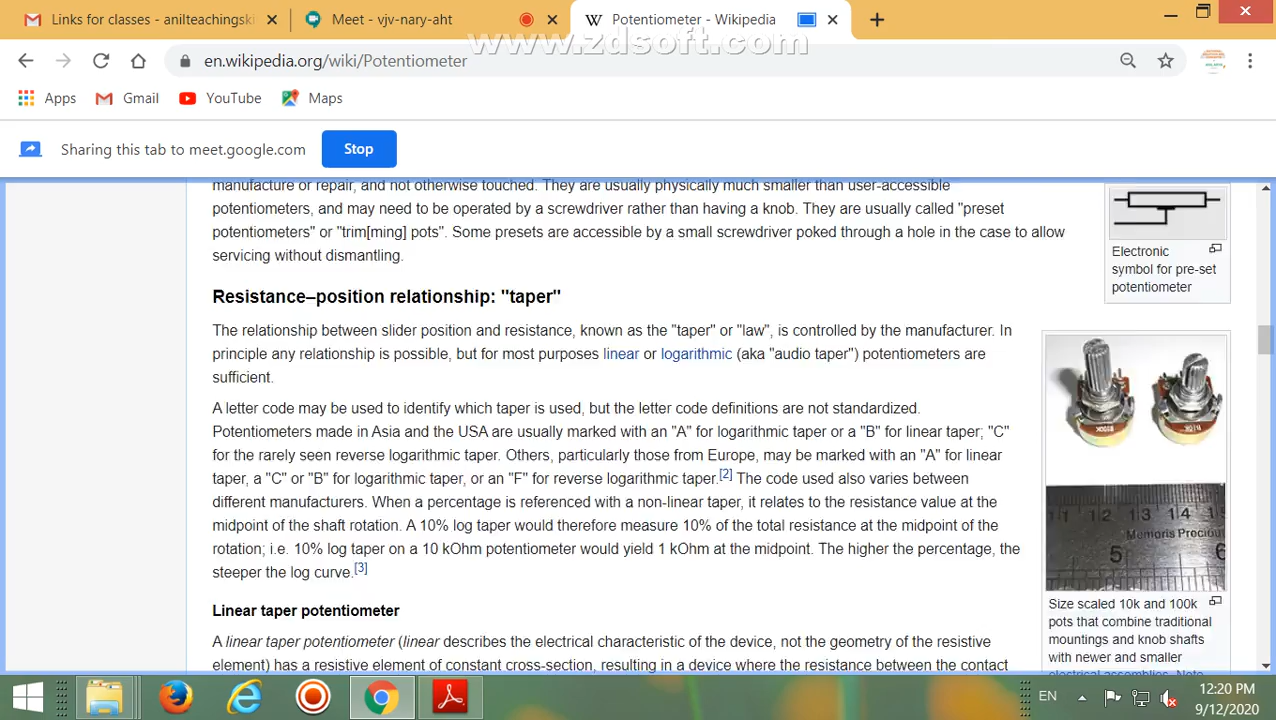 Links for classes - anilteachingski
Meet - vjv-nary-aht
Potentiometer - Wikipedia
www.zdsoft.com
en.wikipedia.org/wiki/Potentiometer
Apps
Gmail
YouTube
Maps
Sharing this tab to meet.google.com
Stop
manufacture or repair, and not otherwise touched. They are usually physically much smaller than user-accessible
potentiometers, and may need to be operated by a screwdriver rather than having a knob. They are usually called "preset
potentiometers" or "trim[ming] pots". Some presets are accessible by a small screwdriver poked through a hole in the case to allow
servicing without dismantling.
Electronic
symbol for pre-set
potentiometer
Resistance–position relationship: "taper"
The relationship between slider position and resistance, known as the "taper" or "law", is controlled by the manufacturer. In
principle any relationship is possible, but for most purposes linear or logarithmic (aka "audio taper") potentiometers are
sufficient.
A letter code may be used to identify which taper is used, but the letter code definitions are not standardized.
Potentiometers made in Asia and the USA are usually marked with an "A" for logarithmic taper or a "B" for linear taper; "C"
for the rarely seen reverse logarithmic taper. Others, particularly those from Europe, may be marked with an "A" for linear
taper, a "C" or "B" for logarithmic taper, or an "F" for reverse logarithmic taper.[2] The code used also varies between
different manufacturers. When a percentage is referenced with a non-linear taper, it relates to the resistance value at the
midpoint of the shaft rotation. A 10% log taper would therefore measure 10% of the total resistance at the midpoint of the
rotation; i.e. 10% log taper on a 10 kOhm potentiometer would yield 1 kOhm at the midpoint. The higher the percentage, the
steeper the log curve.[3]
Linear taper potentiometer
A linear taper potentiometer (linear describes the electrical characteristic of the device, not the geometry of the resistive
element) has a resistive element of constant cross-section, resulting in a device where the resistance between the contact
11 12 13 14
5 6
Memoris Precious
Size scaled 10k and 100k
pots that combine traditional
mountings and knob shafts
with newer and smaller
electrical assemblies. Note
EN
12:20 PM
9/12/2020